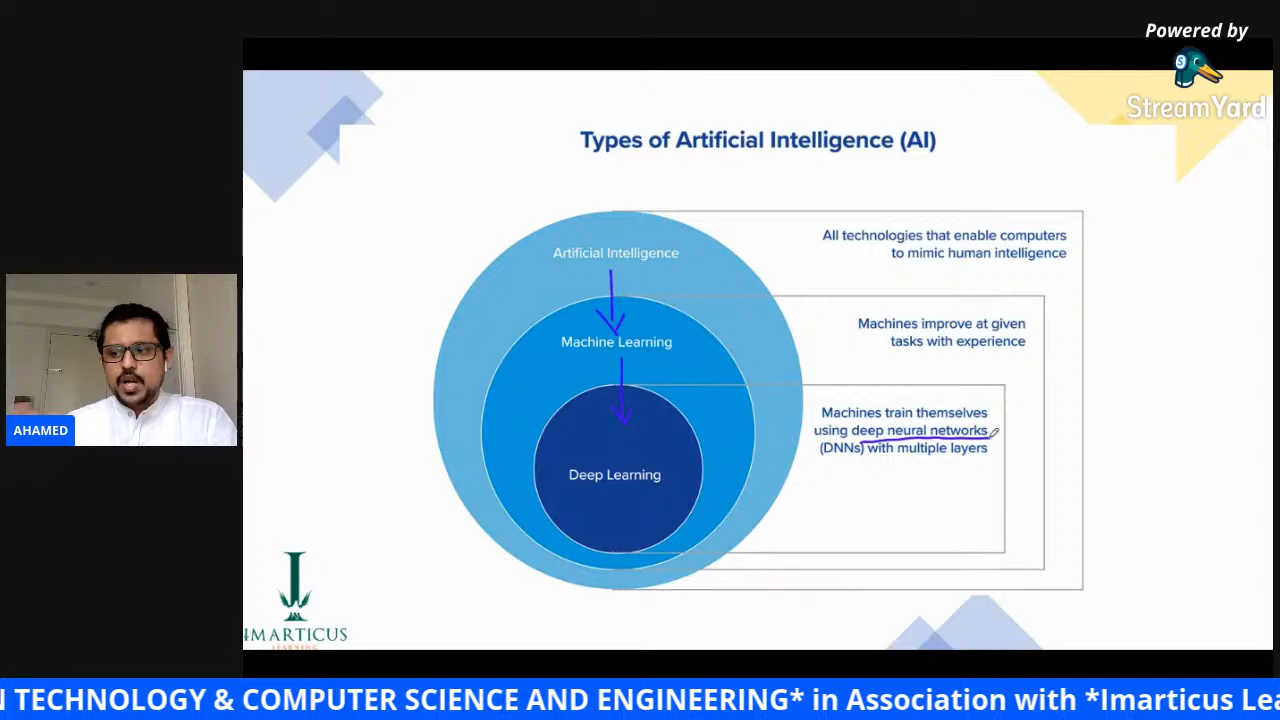 Powered by
StreamYard
Types of Artificial Intelligence (AI)
Artificial Intelligence
All technologies that enable computers
to mimic human intelligence
Machine Learning
Machines improve at given
tasks with experience
Machines train themselves
using deep neural networks
(DNNs) with multiple layers
Deep Learning
AHAMED
IMARTICUS
LEARNING
N TECHNOLOGY & COMPUTER SCIENCE AND ENGINEERING* in Association with *Imarticus Lea